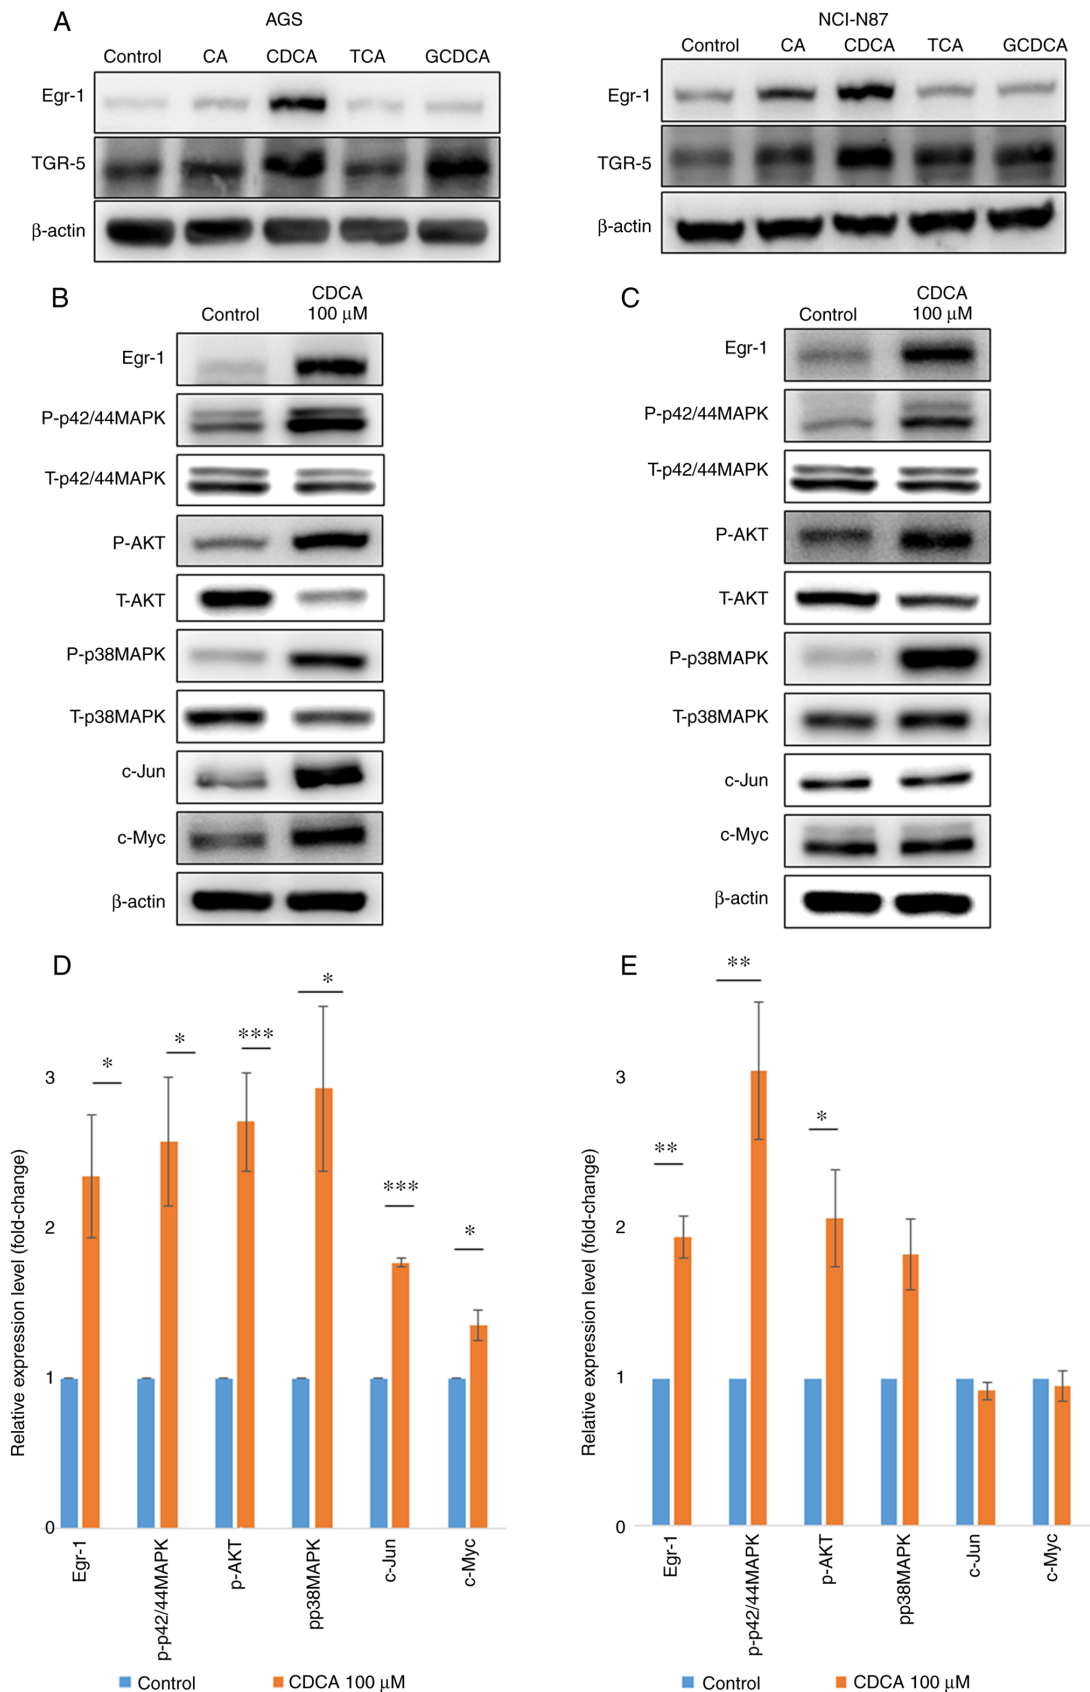 A
AGS
Control CA CDCA TCA GCDCA
Egr-1
TGR-5
β-actin
NCI-N87
Control CA CDCA TCA GCDCA
Egr-1
TGR-5
β-actin
B
Control
CDCA
100 μM
Egr-1
P-p42/44MAPK
T-p42/44MAPK
P-AKT
T-AKT
P-p38MAPK
T-p38MAPK
c-Jun
c-Myc
β-actin
C
Control
CDCA
100 μM
Egr-1
P-p42/44MAPK
T-p42/44MAPK
P-AKT
T-AKT
P-p38MAPK
T-p38MAPK
c-Jun
c-Myc
β-actin
D
Relative expression level (fold-change)
3
2
1
0
*
*
***
*
***
*
Egr-1
p-p42/44MAPK
p-AKT
pp38MAPK
c-Jun
c-Myc
Control
CDCA 100 μM
E
Relative expression level (fold-change)
3
2
1
0
**
**
*
Egr-1
p-p42/44MAPK
p-AKT
pp38MAPK
c-Jun
c-Myc
Control
CDCA 100 μM